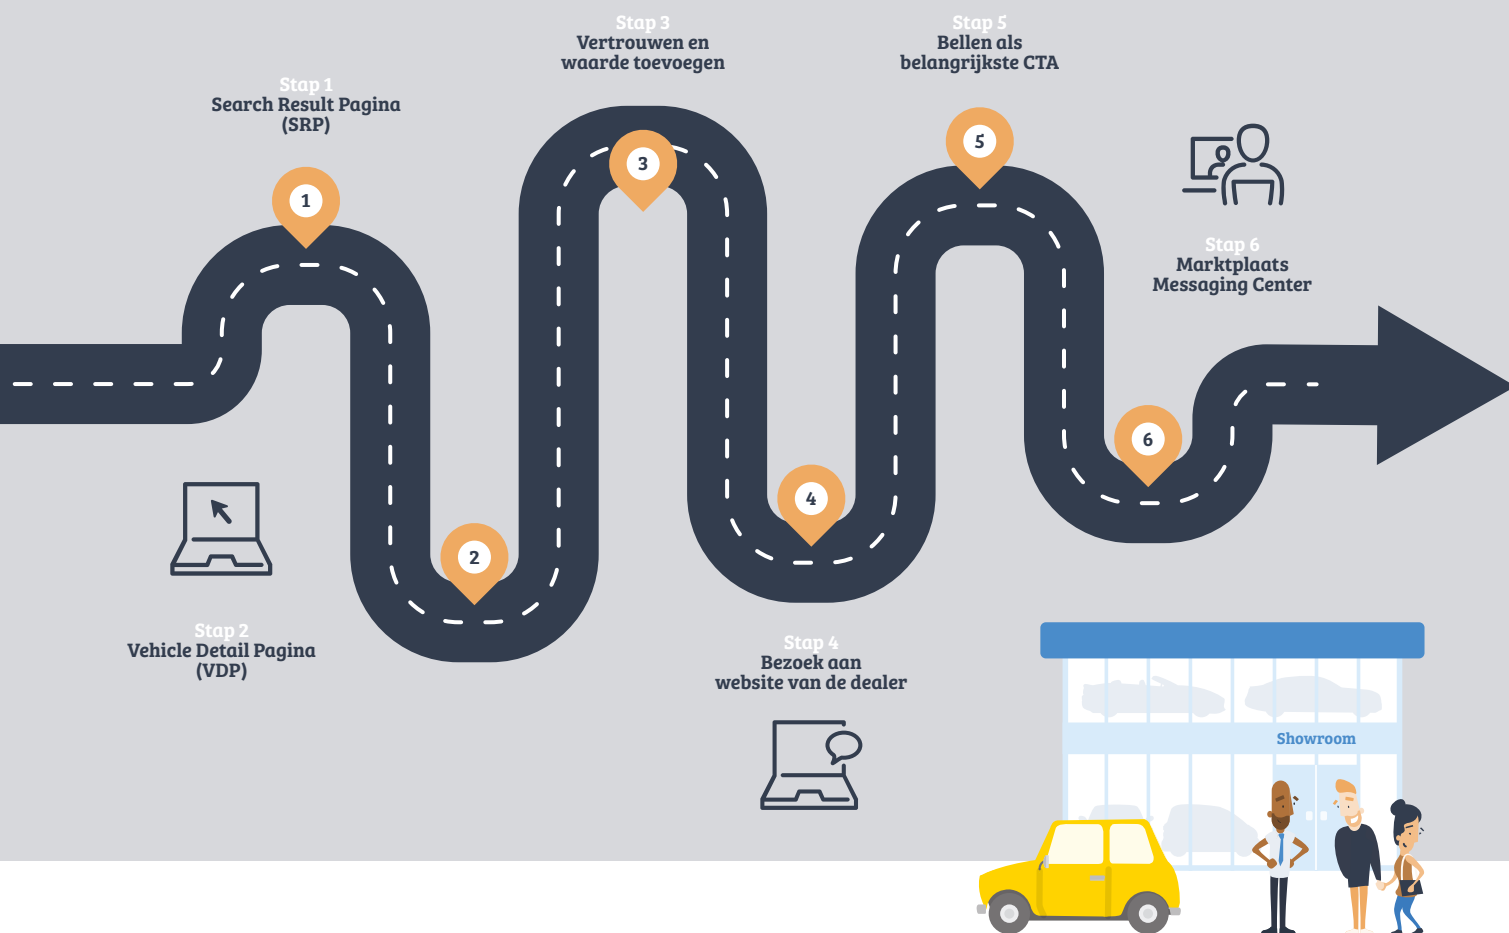 Stap 1
Search Result Pagina
(SRP)
1
Stap 2
Vehicle Detail Pagina
(VDP)
2
Stap 3
Vertrouwen en
waarde toevoegen
3
Stap 4
Bezoek aan
website van de dealer
4
Stap 5
Bellen als
belangrijkste CTA
5
Stap 6
Marktplaats
Messaging Center
6
Showroom